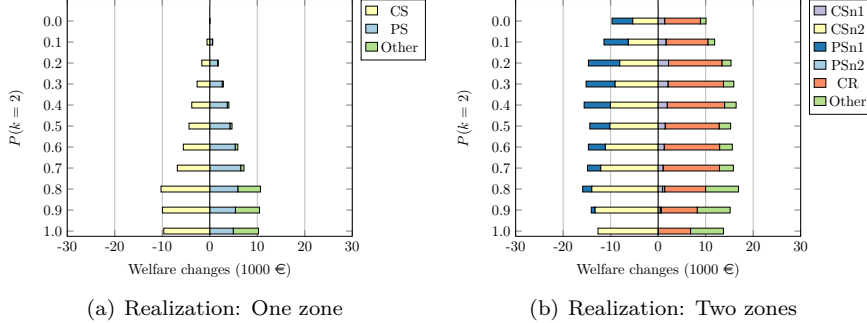 0.0
0.1
0.2
0.3
0.4
0.5
0.6
0.7
0.8
0.9
1.0
P(k = 2)
-30 -20 -10 0 10 20 30
Welfare changes (1000 €)
CS
PS
Other
(a) Realization: One zone
0.0
0.1
0.2
0.3
0.4
0.5
0.6
0.7
0.8
0.9
1.0
P(k = 2)
-30 -20 -10 0 10 20 30
Welfare changes (1000 €)
CSn1
CSn2
PSn1
PSn2
CR
Other
(b) Realization: Two zones